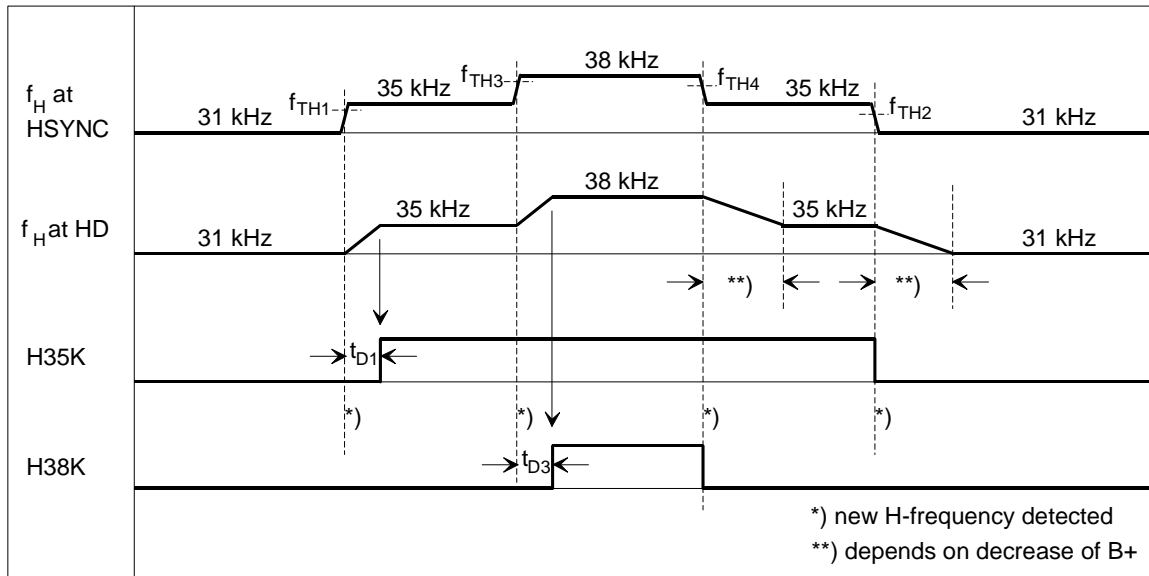 f_H at
HSYNC
31 kHz
f_TH1
35 kHz
f_TH3
38 kHz
f_TH4
35 kHz
f_TH2
31 kHz
f_H at HD
31 kHz
35 kHz
38 kHz
35 kHz
31 kHz
**)
**)
H35K
t_D1
*)
*)
*)
*)
H38K
t_D3
*) new H-frequency detected
**) depends on decrease of B+